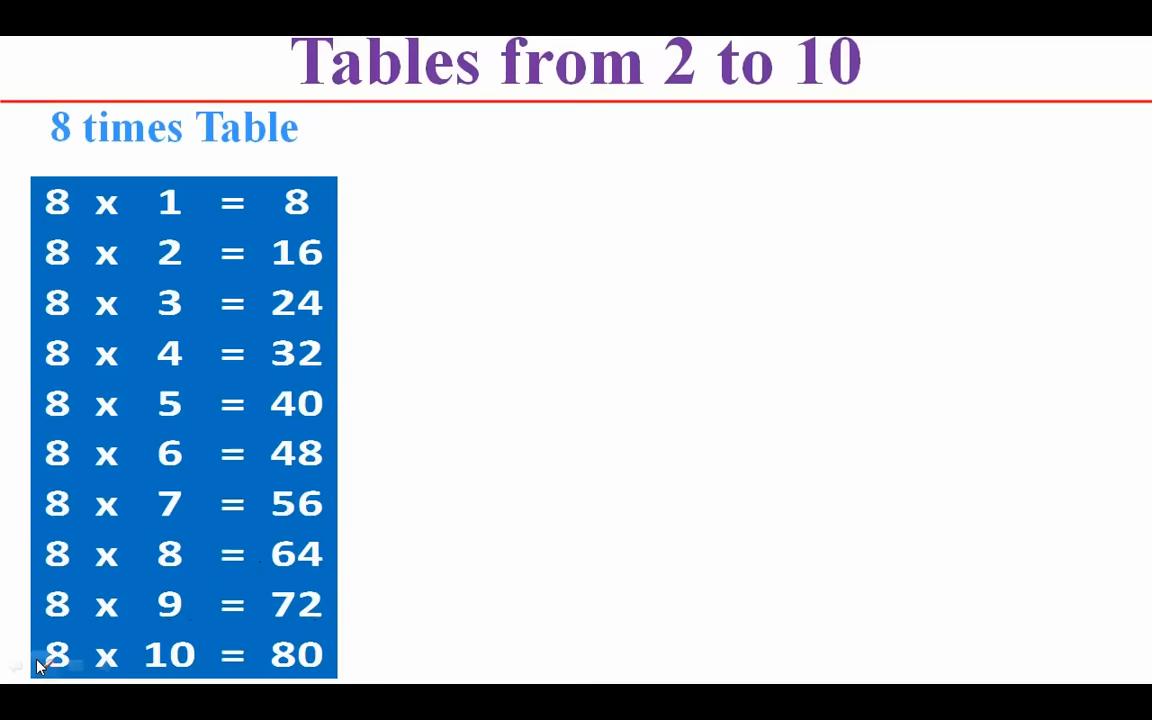 Tables from 2 to 10
8 times Table
8 x 1 = 8
8 x 2 = 16
8 x 3 = 24
8 x 4 = 32
8 x 5 = 40
8 x 6 = 48
8 x 7 = 56
8 x 8 = 64
8 x 9 = 72
8 x 10 = 80